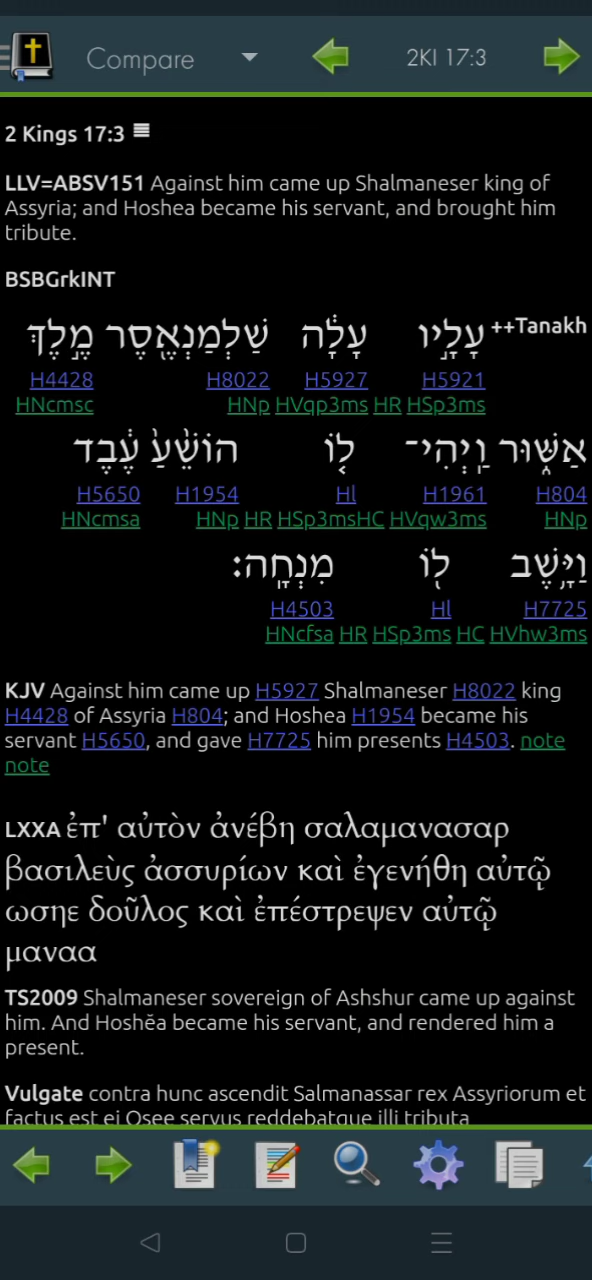 Compare
2KI 17:3
2 Kings 17:3
LLV=ABSV151 Against him came up Shalmaneser king of
Assyria; and Hoshea became his servant, and brought him
tribute.
BSBGrkINT
++Tanakh עָלָ֣יו עָלָ֔ה שַׁלְמַנְאֶ֖סֶר מֶ֣לֶךְ
H4428 H8022 H5927 H5921
HNcmsc HNp HVqp3ms HR HSp3ms
אַשּׁ֑וּר וַֽיְהִי־ ל֤וֹ הוֹשֵׁ֙עַ֙ עֶ֔בֶד
H5650 H1954 Hl H1961 H804
HNcmsa HNp HR HSp3msHC HVqw3ms HNp
וַיָּ֥שֶׁב ל֖וֹ מִנְחָֽה׃
H4503 Hl H7725
HNcfsa HR HSp3ms HC HVhw3ms
KJV Against him came up H5927 Shalmaneser H8022 king
H4428 of Assyria H804; and Hoshea H1954 became his
servant H5650, and gave H7725 him presents H4503. note
note
LXXA ἐπ' αὐτὸν ἀνέβη σαλαμανασαρ
βασιλεὺς ἀσσυρίων καὶ ἐγενήθη αὐτῷ
ωσηε δοῦλος καὶ ἐπέστρεψεν αὐτῷ
μαναα
TS2009 Shalmaneser sovereign of Ashshur came up against
him. And Hoshĕa became his servant, and rendered him a
present.
Vulgate contra hunc ascendit Salmanassar rex Assyriorum et
factus est ei Osee servus reddebatque illi tributa